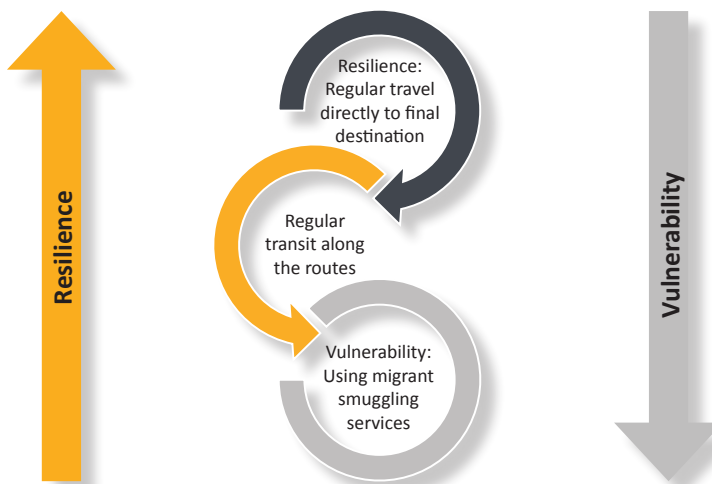 Resilience
Resilience:
Regular travel
directly to final
destination
Regular
transit along
the routes
Vulnerability:
Using migrant
smuggling
services
Vulnerability